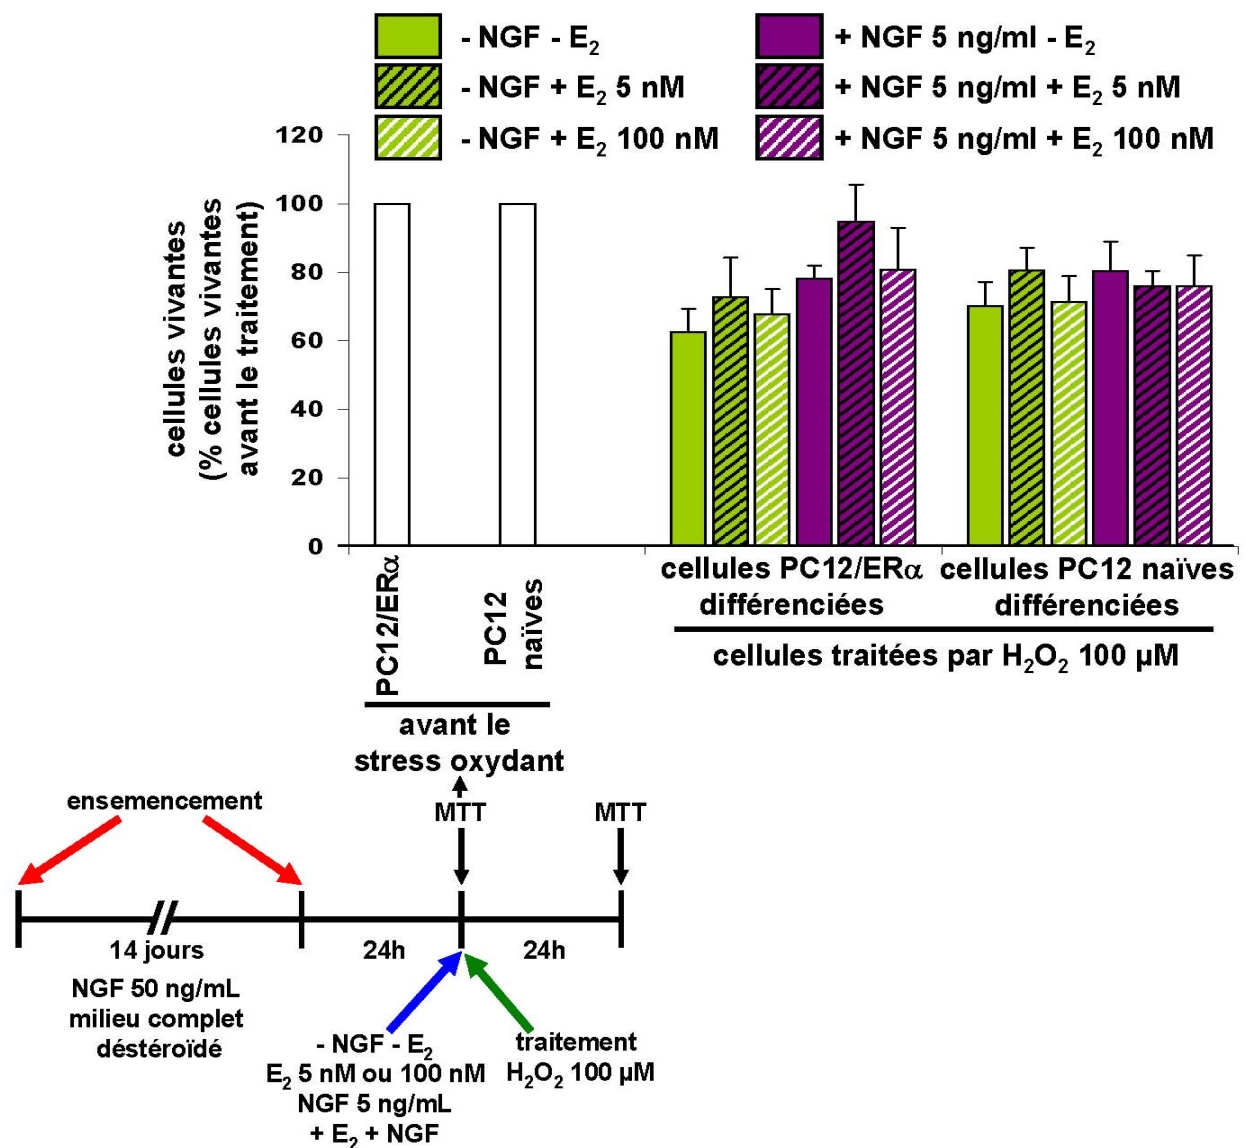 - NGF - E₂
- NGF + E₂ 5 nM
- NGF + E₂ 100 nM
+ NGF 5 ng/ml - E₂
+ NGF 5 ng/ml + E₂ 5 nM
+ NGF 5 ng/ml + E₂ 100 nM
cellules vivantes
(% cellules vivantes
avant le traitement)
120
100
80
60
40
20
0
PC12/ERα
PC12
naïves
avant le
stress oxydant
cellules PC12/ERα
différenciées
cellules PC12 naïves
différenciées
cellules traitées par H₂O₂ 100 µM
ensemencement
MTT
MTT
14 jours
24h
24h
NGF 50 ng/mL
milieu complet
déstéroïdé
- NGF - E₂
E₂ 5 nM ou 100 nM
NGF 5 ng/mL
+ E₂ + NGF
traitement
H₂O₂ 100 µM